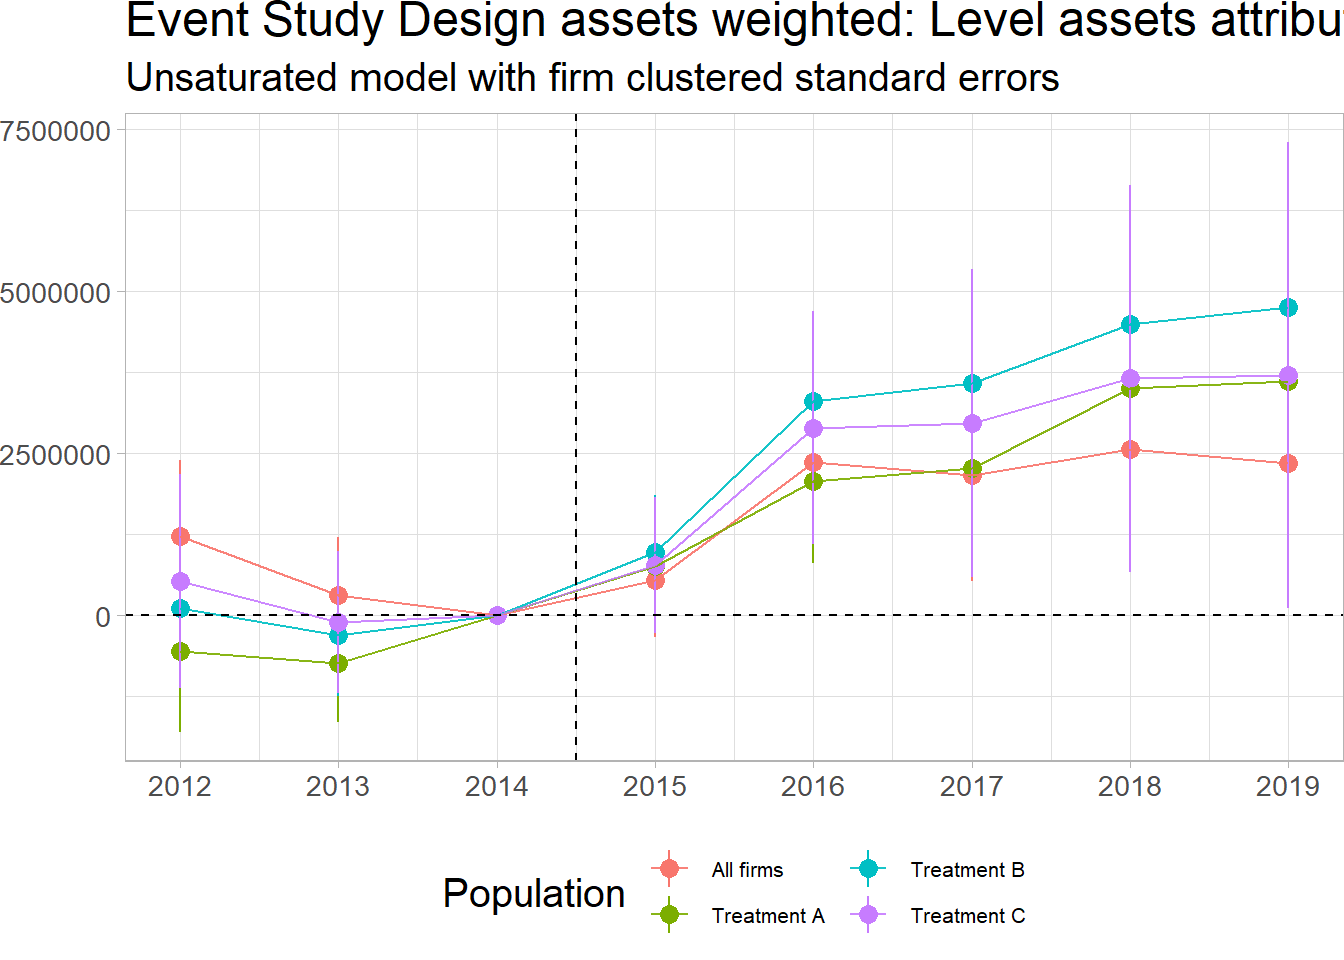 Event Study Design assets weighted: Level assets
Unsaturated model with firm clustered standard errors
7500000
5000000
2500000
0
2012 2013 2014 2015 2016 2017 2018 2019
Population
All firms
Treatment A
Treatment B
Treatment C